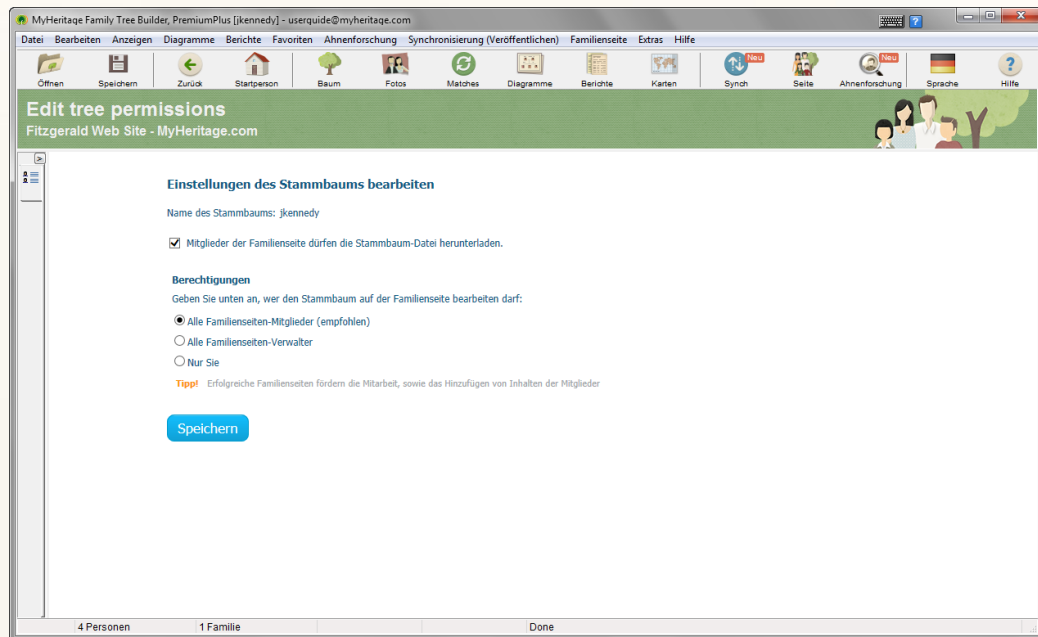 MyHeritage Family Tree Builder, PremiumPlus [jkennedy] - userquide@myheritage.com
Datei Bearbeiten Anzeigen Diagramme Berichte Favoriten Ahnenforschung Synchronisierung (Veröffentlichen) Familienseite Extras Hilfe
Neu Neu
Öffnen Speichern Zurück Startperson Baum Fotos Matches Diagramme Berichte Karten Synch Seite Ahnenforschung Sprache Hilfe
Edit tree permissions
Fitzgerald Web Site - MyHeritage.com
Einstellungen des Stammbaums bearbeiten
Name des Stammbaums: jkennedy
Mitglieder der Familienseite dürfen die Stammbaum-Datei herunterladen.
Berechtigungen
Geben Sie unten an, wer den Stammbaum auf der Familienseite bearbeiten darf:
Alle Familienseiten-Mitglieder (empfohlen)
Alle Familienseiten-Verwalter
Nur Sie
Tipp! Erfolgreiche Familienseiten fördern die Mitarbeit, sowie das Hinzufügen von Inhalten der Mitglieder
Speichern
4 Personen 1 Familie Done